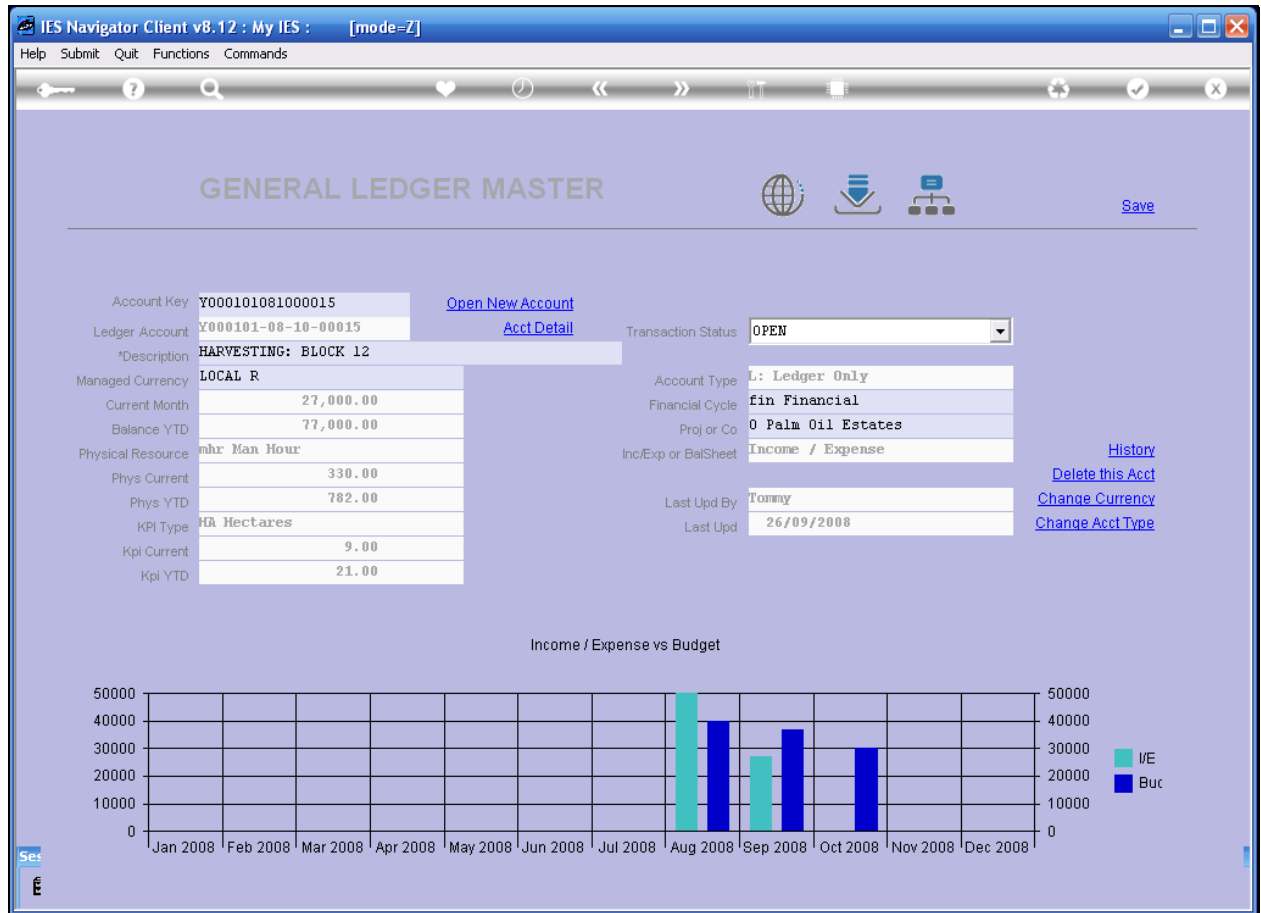 IES Navigator Client v8.12 : My IES : [mode=Z]
Help Submit Quit Functions Commands
GENERAL LEDGER MASTER
Save
Account Key Y000101081000015 Open New Account
Ledger Account Y000101-08-10-00015 Acct Detail Transaction Status OPEN
*Description HARVESTING: BLOCK 12
Managed Currency LOCAL R Account Type L: Ledger Only
Current Month 27,000.00 Financial Cycle fin Financial
Balance YTD 77,000.00 Proj or Co 0 Palm Oil Estates
Physical Resource mhr Man Hour Inc/Exp or BalSheet Income / Expense History
Phys Current 330.00 Delete this Acct
Phys YTD 782.00 Last Upd By Tommy Change Currency
KPI Type HA Hectares Last Upd 26/09/2008 Change Acct Type
Kpi Current 9.00
Kpi YTD 21.00
Income / Expense vs Budget
50000 50000
40000 40000
30000 30000
I/E
20000 20000
Buc
10000 10000
0 0
Jan 2008 Feb 2008 Mar 2008 Apr 2008 May 2008 Jun 2008 Jul 2008 Aug 2008 Sep 2008 Oct 2008 Nov 2008 Dec 2008
Ses